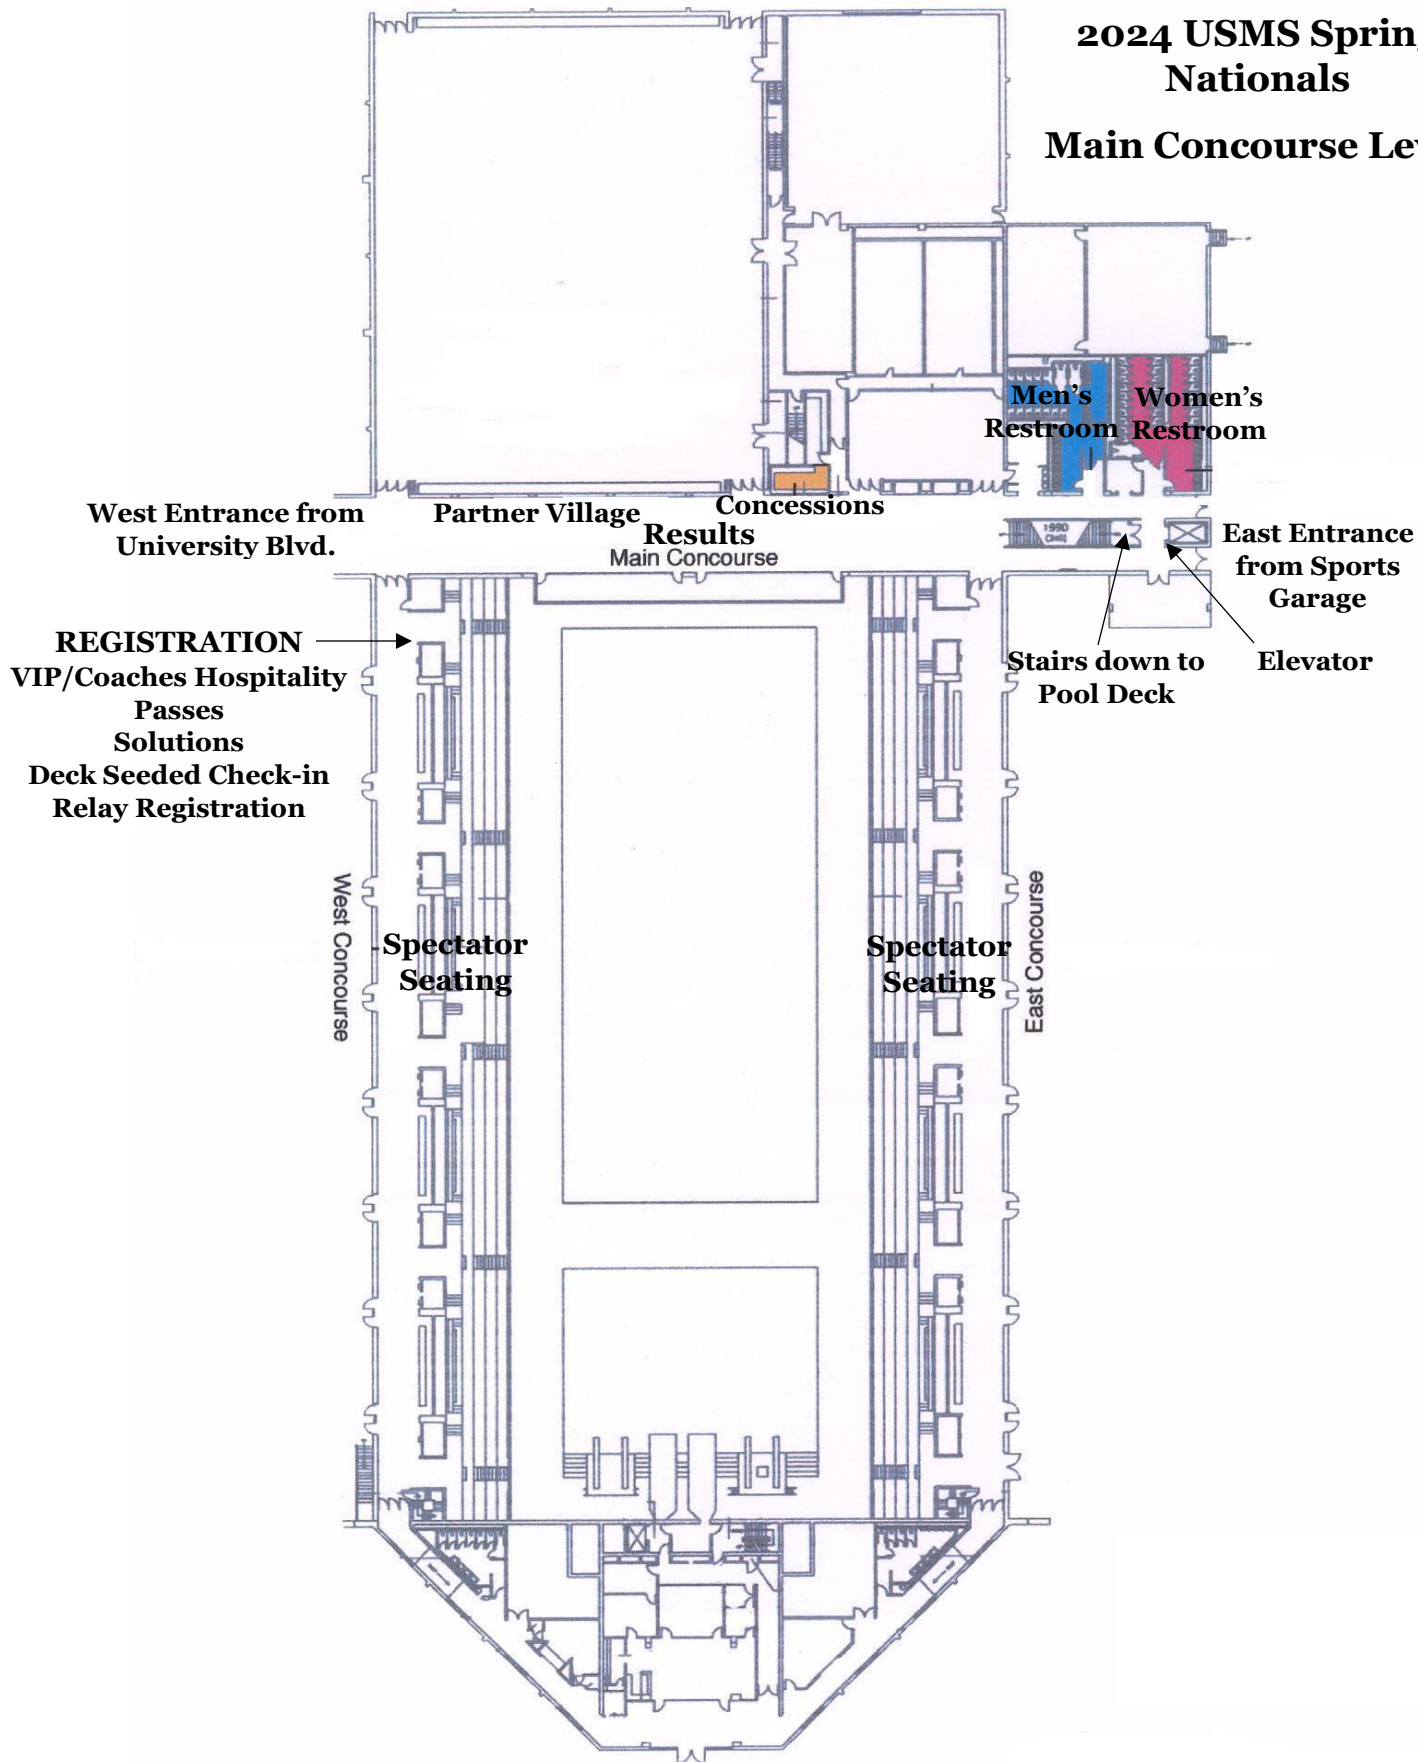 2024 USMS Sprin
Nationals
Main Concourse Lev
Men's
Restroom
Women's
Restroom
West Entrance from
University Blvd.
Partner Village
Concessions
Results
Main Concourse
1990
East Entrance
from Sports
Garage
REGISTRATION
VIP/Coaches Hospitality
Passes
Solutions
Deck Seeded Check-in
Relay Registration
Stairs down to
Pool Deck
Elevator
West Concourse
Spectator
Seating
Spectator
Seating
East Concourse